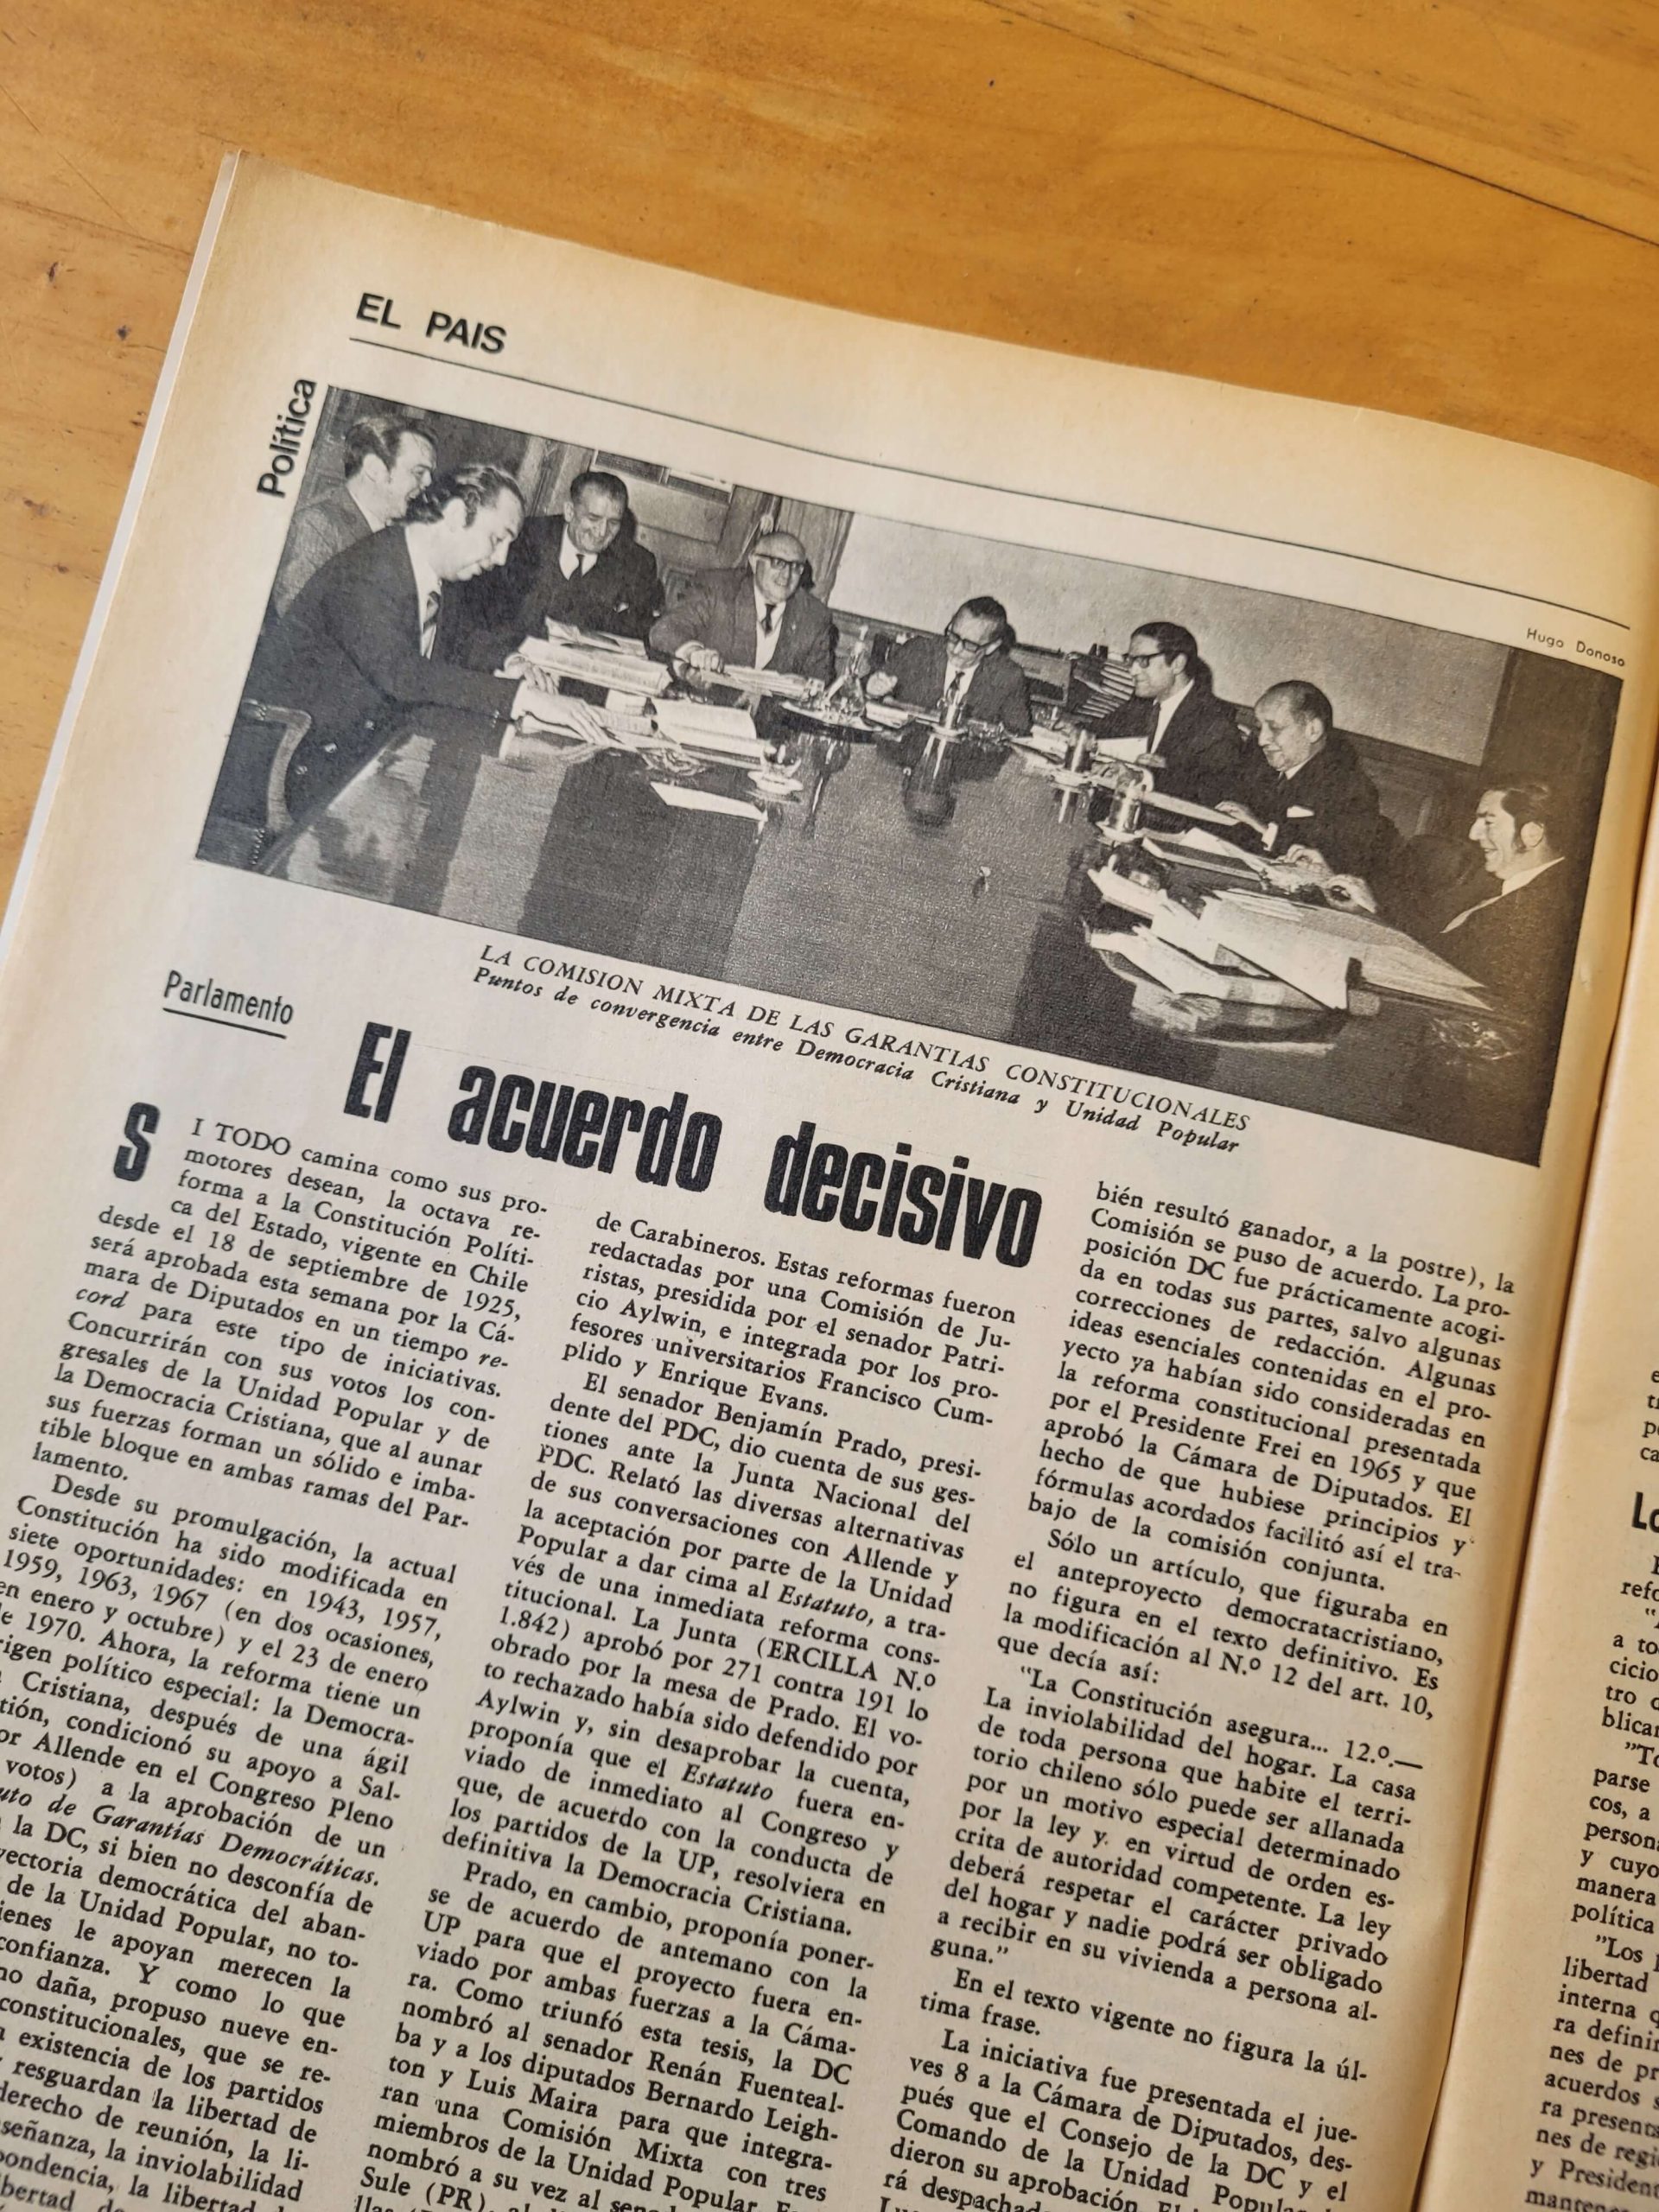 EL PAIS
Política
Hugo Donoso
LA COMISION MIXTA DE LAS GARANTIAS CONSTITUCIONALES
Puntos de convergencia entre Democracia Cristiana y Unidad Popular
Parlamento
El acuerdo decisivo
SI TODO camina como sus pro-
motores desean, la octava re-
forma a la Constitución Políti-
ca del Estado, vigente en Chile
desde el 18 de septiembre de 1925,
será aprobada esta semana por la Cá-
mara de Diputados en un tiempo re-
cord para este tipo de iniciativas.
Concurrirán con sus votos los con-
gresales de la Unidad Popular y de
la Democracia Cristiana, que al aunar
sus fuerzas forman un sólido e imba-
tible bloque en ambas ramas del Par-
lamento.
Desde su promulgación, la actual
Constitución ha sido modificada en
siete oportunidades: en 1943, 1957,
1959, 1963, 1967 (en dos ocasiones,
en enero y octubre) y el 23 de enero
de 1970. Ahora, la reforma tiene un
origen político especial: la Democra-
Cristiana, después de una ágil
condicionó su apoyo a Sal-
Allende en el Congreso Pleno
votos) a la aprobación de un
de Garantías Democráticas.
la DC, si bien no desconfía de
democrática del aban-
de la Unidad Popular, no to-
le apoyan merecen la
confianza. Y como lo que
no daña, propuso nueve en-
constitucionales, que se re-
existencia de los partidos
resguardan la libertad de
derecho de reunión, la li-
la inviolabilidad
la libertad
de Carabineros. Estas reformas fueron
redactadas por una Comisión de Ju-
ristas, presidida por el senador Patri-
cio Aylwin, e integrada por los pro-
fesores universitarios Francisco Cum-
plido y Enrique Evans.
El senador Benjamín Prado, presi-
dente del PDC, dio cuenta de sus ges-
tiones ante la Junta Nacional del
PDC. Relató las diversas alternativas
de sus conversaciones con Allende y
la aceptación por parte de la Unidad
Popular a dar cima al Estatuto, a tra-
vés de una inmediata reforma cons-
titucional. La Junta (ERCILLA N.º
1.842) aprobó por 271 contra 191 lo
obrado por la mesa de Prado. El vo-
to rechazado había sido defendido por
Aylwin y, sin desaprobar la cuenta,
proponía que el Estatuto fuera en-
viado de inmediato al Congreso y
que, de acuerdo con la conducta de
los partidos de la UP, resolviera en
definitiva la Democracia Cristiana.
Prado, en cambio, proponía poner-
se de acuerdo de antemano con la
UP para que el proyecto fuera en-
viado por ambas fuerzas a la Cáma-
ra. Como triunfó esta tesis, la DC
nombró al senador Renán Fuenteal-
ba y a los diputados Bernardo Leigh-
ton y Luis Maira para que integra-
ran una Comisión Mixta con tres
miembros de la Unidad Popular.
nombró a su vez al
Sule (PR),
bién resultó ganador, a la postre), la
Comisión se puso de acuerdo. La pro-
posición DC fue prácticamente acogi-
da en todas sus partes, salvo algunas
correcciones de redacción. Algunas
ideas esenciales contenidas en el pro-
yecto ya habían sido consideradas en
la reforma constitucional presentada
por el Presidente Frei en 1965 y que
aprobó la Cámara de Diputados. El
hecho de que hubiese principios y
fórmulas acordados facilitó así el tra-
bajo de la comisión conjunta.
Sólo un artículo, que figuraba en
el anteproyecto democratacristiano,
no figura en el texto definitivo. Es
la modificación al N.º 12 del art. 10,
que decía así:
"La Constitución asegura... 12.º.—
La inviolabilidad del hogar. La casa
de toda persona que habite el terri-
torio chileno sólo puede ser allanada
por un motivo especial determinado
por la ley y. en virtud de orden es-
crita de autoridad competente. La ley
deberá respetar el carácter privado
del hogar y nadie podrá ser obligado
a recibir en su vivienda a persona al-
guna."
En el texto vigente no figura la úl-
tima frase.
La iniciativa fue presentada el jue-
ves 8 a la Cámara de Diputados, des-
pués que el Consejo de la DC y el
Comando de la Unidad Popular
dieron su aprobación.
rá
Lo
a
blicar
parse
cos, a
persona
y cuyo
manera
política
"Los
libertad
interna
ra definir
nes de
acuerdos
ra
nes de
y President